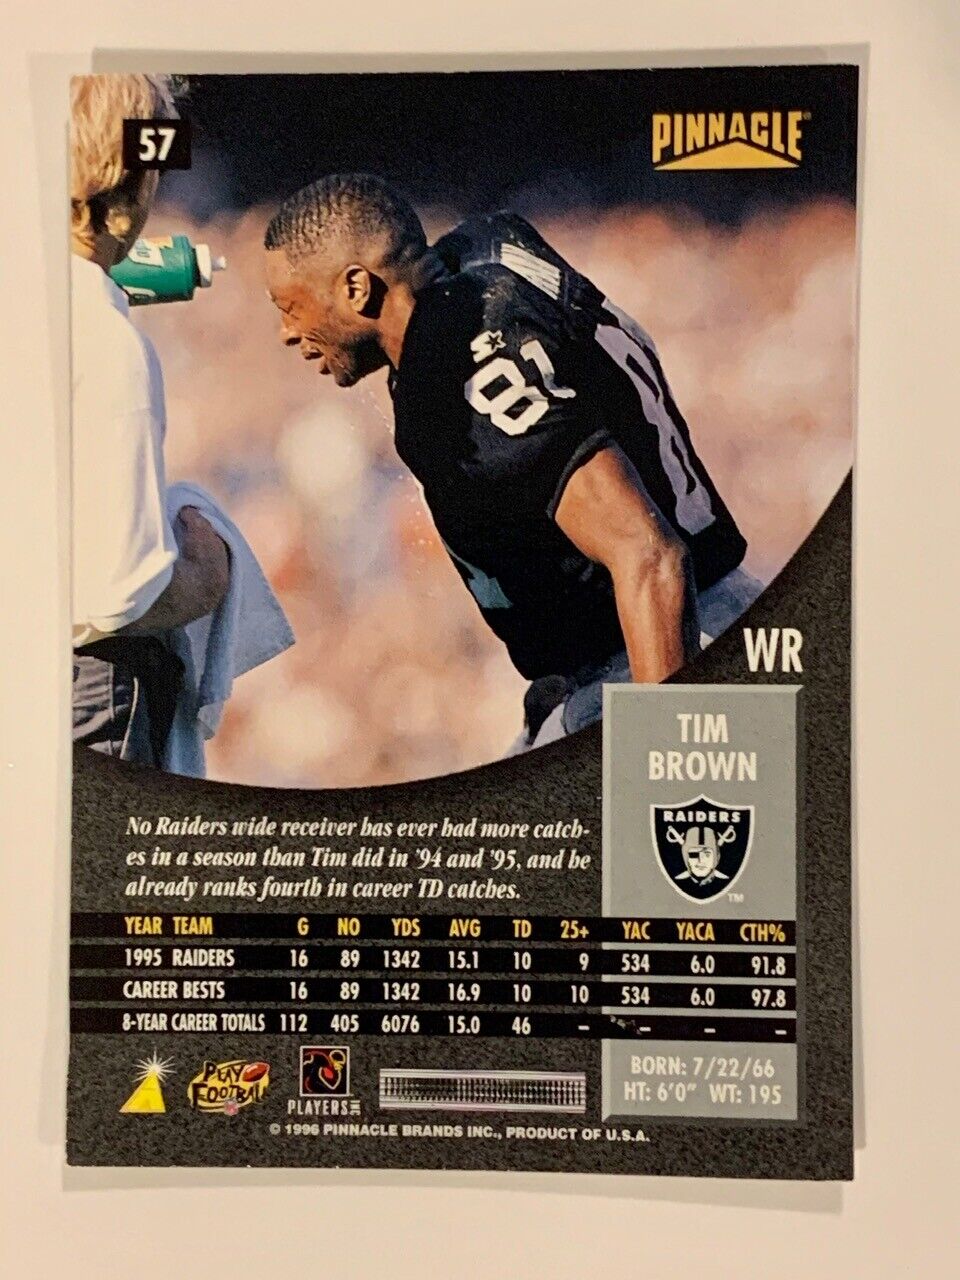 57
PINNACLE
81
WR
TIM
BROWN
RAIDERS
TM
No Raiders wide receiver has ever had more catch-
es in a season than Tim did in '94 and '95, and he
already ranks fourth in career TD catches.
YEAR TEAM G NO YDS AVG TD 25+ YAC YACA CTH%
1995 RAIDERS 16 89 1342 15.1 10 9 534 6.0 91.8
CAREER BESTS 16 89 1342 16.9 10 10 534 6.0 97.8
8-YEAR CAREER TOTALS 112 405 6076 15.0 46 – – – –
BORN: 7/22/66
HT: 6'0" WT: 195
PLAY
FOOTBALL
PLAYERS INC
© 1996 PINNACLE BRANDS INC., PRODUCT OF U.S.A.